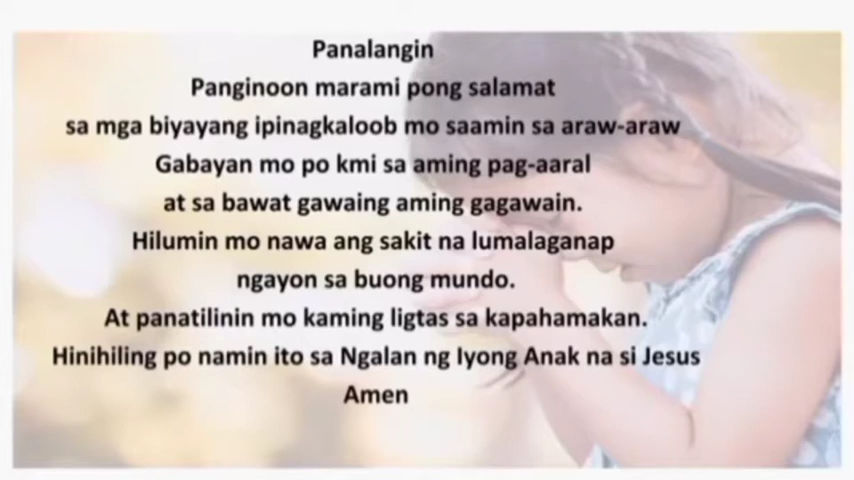 Panalangin
Panginoon marami pong salamat
sa mga biyayang ipinagkaloob mo saamin sa araw-araw
Gabayan mo po kmi sa aming pag-aaral
at sa bawat gawaing aming gagawain.
Hilumin mo nawa ang sakit na lumalaganap
ngayon sa buong mundo.
At panatilinin mo kaming ligtas sa kapahamakan.
Hinihiling po namin ito sa Ngalan ng Iyong Anak na si Jesus
Amen